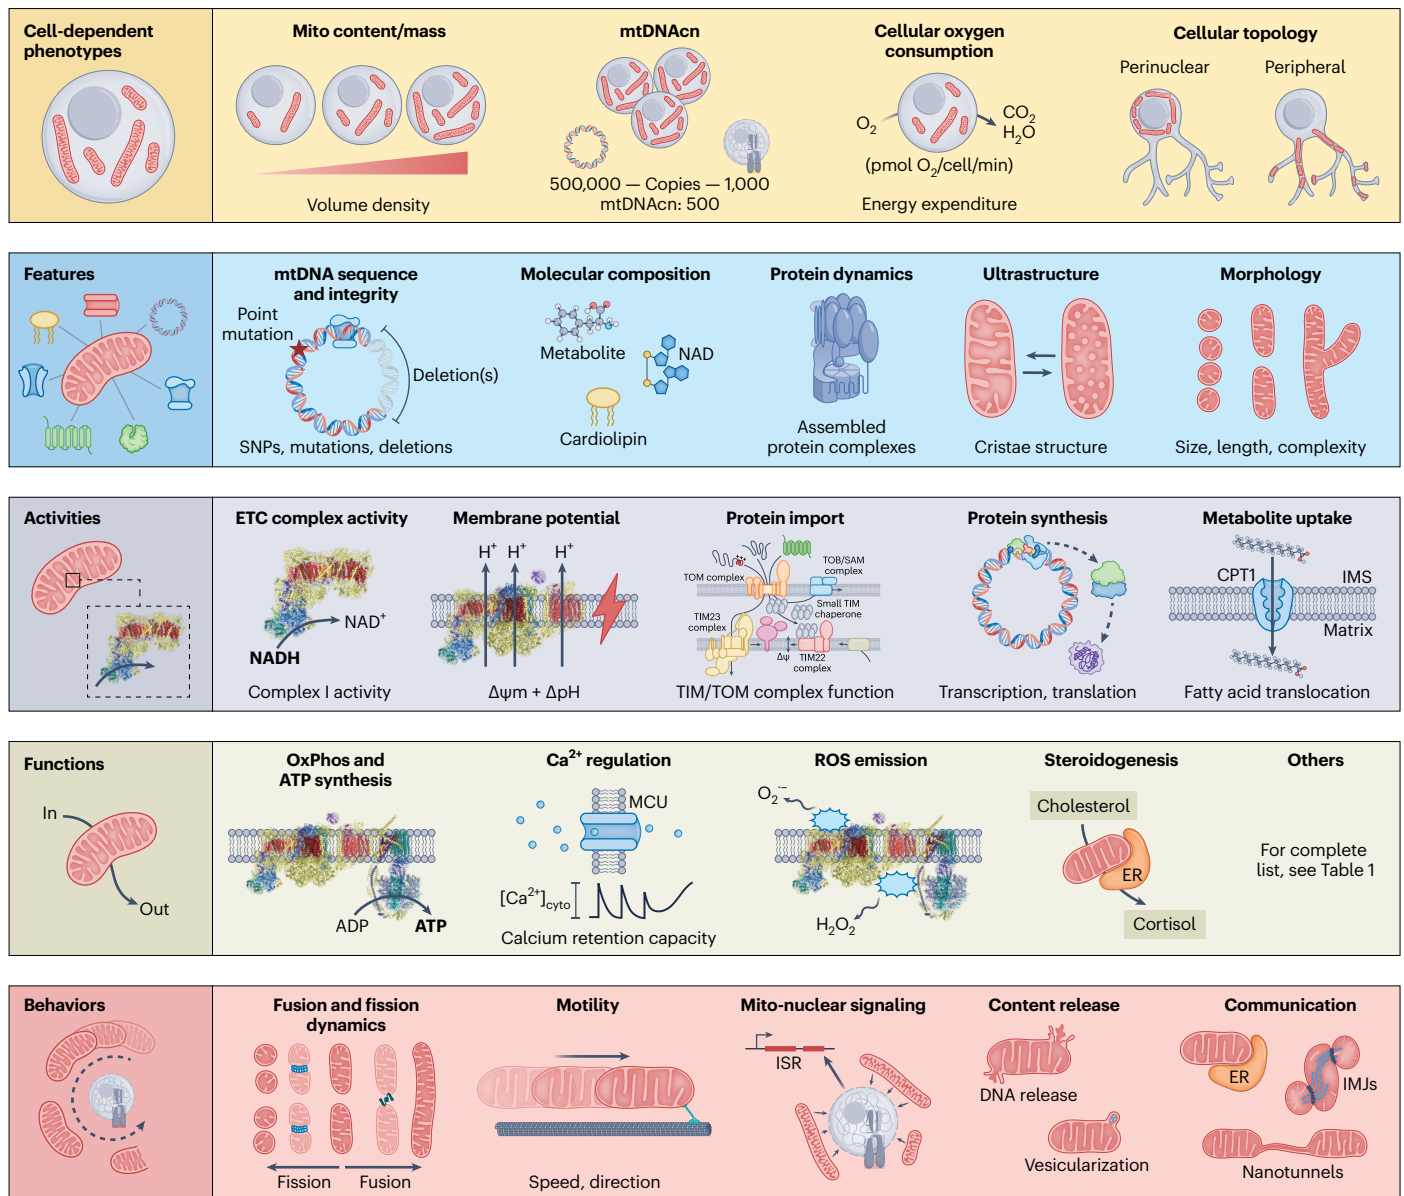 Cell-dependent
phenotypes
Mito content/mass
Volume density
mtDNAcn
500,000 — Copies — 1,000
mtDNAcn: 500
Cellular oxygen
consumption
O₂
CO₂
H₂O
(pmol O₂/cell/min)
Energy expenditure
Cellular topology
Perinuclear
Peripheral
Features
mtDNA sequence
and integrity
Point
mutation
Deletion(s)
SNPs, mutations, deletions
Molecular composition
Metabolite
NAD
Cardiolipin
Protein dynamics
Assembled
protein complexes
Ultrastructure
Cristae structure
Morphology
Size, length, complexity
Activities
ETC complex activity
NAD⁺
NADH
Complex I activity
Membrane potential
H⁺ H⁺ H⁺
Δψm + ΔpH
Protein import
TOM complex
TOB/SAM
complex
Small TIM
chaperone
TIM23
complex
Δψ
TIM22
complex
TIM/TOM complex function
Protein synthesis
Transcription, translation
Metabolite uptake
CPT1
IMS
Matrix
Fatty acid translocation
Functions
In
Out
OxPhos and
ATP synthesis
ADP
ATP
Ca²⁺ regulation
MCU
[Ca²⁺]cyto
Calcium retention capacity
ROS emission
O₂˙⁻
H₂O₂
Steroidogenesis
Cholesterol
ER
Cortisol
Others
For complete
list, see Table 1
Behaviors
Fusion and fission
dynamics
Fission
Fusion
Motility
Speed, direction
Mito-nuclear signaling
ISR
Content release
DNA release
Vesicularization
Communication
ER
IMJs
Nanotunnels